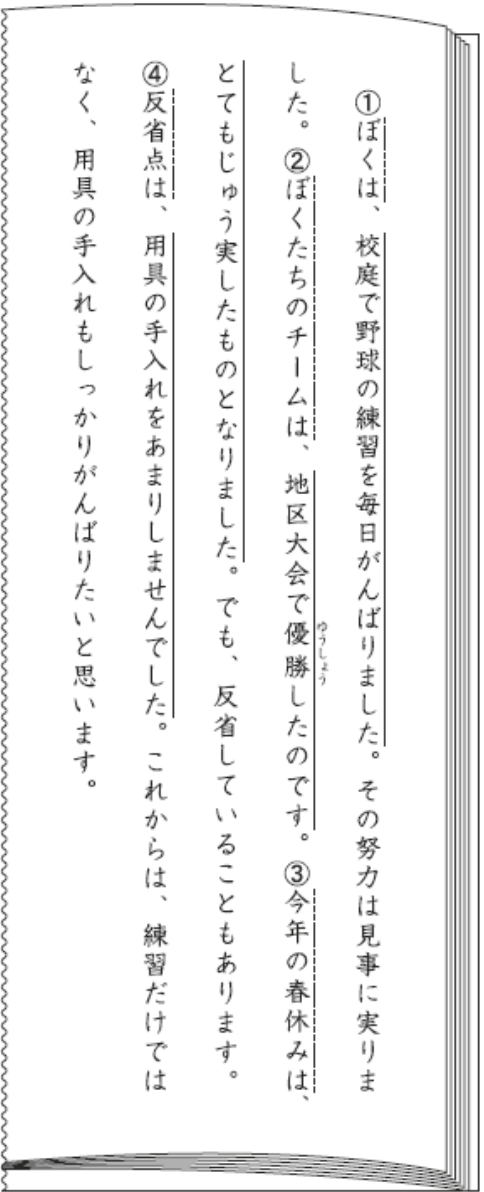 ①ぼくは、校庭で野球の練習を毎日がんばりました。その努力は見事に実りま
した。②ぼくたちのチームは、地区大会で優勝したのです。③今年の春休みは、
ゆうしょう
とてもじゅう実したものとなりました。でも、反省していることもあります。
④反省点は、用具の手入れをあまりしませんでした。これからは、練習だけでは
なく、用具の手入れもしっかりがんばりたいと思います。